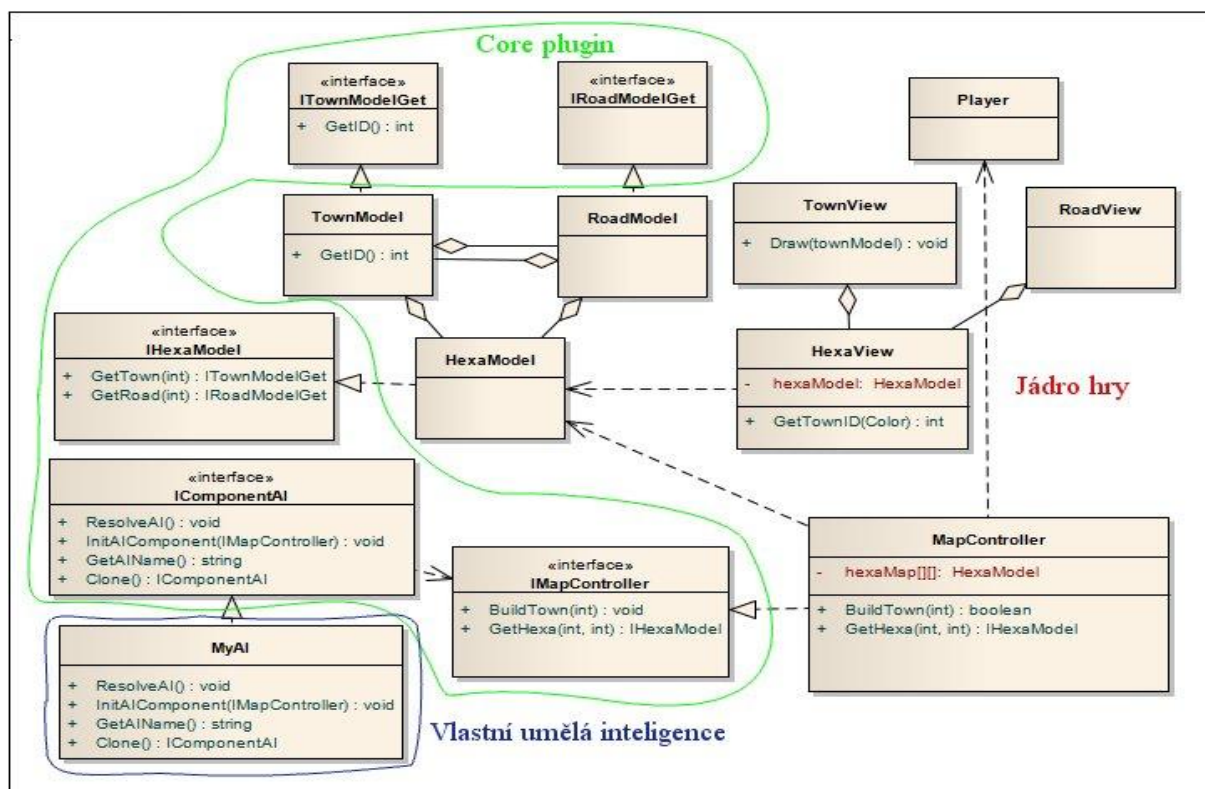 Core plugin
«interface»
ITownModelGet
+ GetID() : int
«interface»
IRoadModelGet
Player
TownModel
+ GetID() : int
RoadModel
TownView
+ Draw(townModel) : void
RoadView
«interface»
IHexaModel
+ GetTown(int) : ITownModelGet
+ GetRoad(int) : IRoadModelGet
HexaModel
HexaView
- hexaModel: HexaModel
+ GetTownID(Color) : int
Jádro hry
«interface»
IComponentAI
+ ResolveAI() : void
+ InitAIComponent(IMapController) : void
+ GetAIName() : string
+ Clone() : IComponentAI
«interface»
IMapController
+ BuildTown(int) : void
+ GetHexa(int, int) : IHexaModel
MapController
- hexaMap[][]: HexaModel
+ BuildTown(int) : boolean
+ GetHexa(int, int) : IHexaModel
MyAI
+ ResolveAI() : void
+ InitAIComponent(IMapController) : void
+ GetAIName() : string
+ Clone() : IComponentAI
Vlastní umělá inteligence